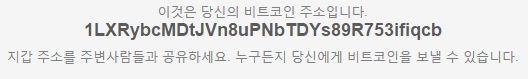 이것은 당신의 비트코인 주소입니다.
1LXRybcMDtJVn8uPNbTDYs89R753ifiqcb
지갑 주소를 주변사람들과 공유하세요. 누구든지 당신에게 비트코인을 보낼 수 있습니다.